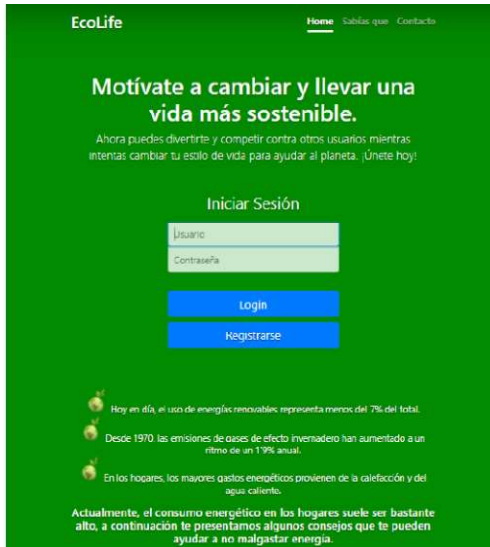 EcoLife
Home Sabías que Contacto
Motívate a cambiar y llevar una
vida más sostenible.
Ahora puedes divertirte y competir contra otros usuarios mientras
intentas cambiar tu estilo de vida para ayudar al planeta. ¡Únete hoy!
Iniciar Sesión
Usuario
Contraseña
Login
Registrarse
Hoy en día, el uso de energías renovables representa menos del 7% del total.
Desde 1970, las emisiones de gases de efecto invernadero han aumentado a un
ritmo de un 1'9% anual.
En los hogares, los mayores gastos energéticos provienen de la calefacción y del
agua caliente.
Actualmente, el consumo energético en los hogares suele ser bastante
alto, a continuación te presentamos algunos consejos que te pueden
ayudar a no malgastar energía.